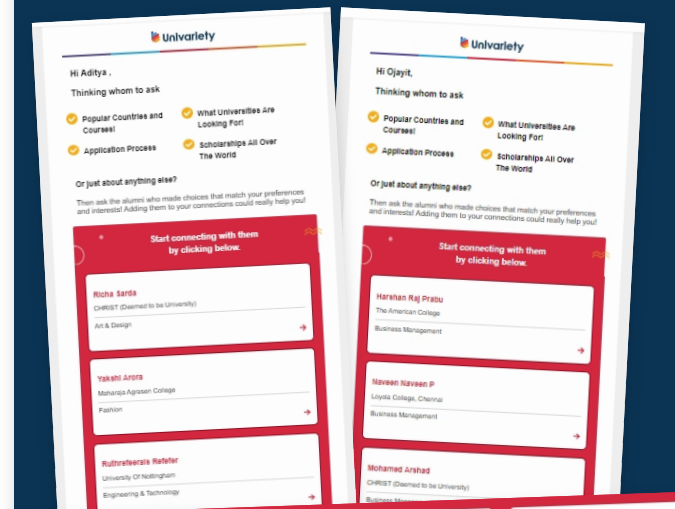 Univariety
Hi Aditya ,
Thinking whom to ask
Popular Countries and
Courses!
What Universities Are
Looking For!
Application Process
Scholarships All Over
The World
Or just about anything else?
Then ask the alumni who made choices that match your preferences
and interests! Adding them to your connections could really help you!
Start connecting with them
by clicking below.
Richa Sarda
CHRIST (Deemed to be University)
Art & Design
Yakshi Arora
Maharaja Agrasen College
Fashion
Ruthrefeerals Refefer
University Of Nottingham
Engineering & Technology
Univariety
Hi Ojayit,
Thinking whom to ask
Popular Countries and
Courses!
What Universities Are
Looking For!
Application Process
Scholarships All Over
The World
Or just about anything else?
Then ask the alumni who made choices that match your preferences
and interests! Adding them to your connections could really help you!
Start connecting with them
by clicking below.
Harshan Raj Prabu
The American College
Business Management
Naveen Naveen P
Loyola College, Chennai
Business Management
Mohamed Arshad
CHRIST (Deemed to be University)
Business